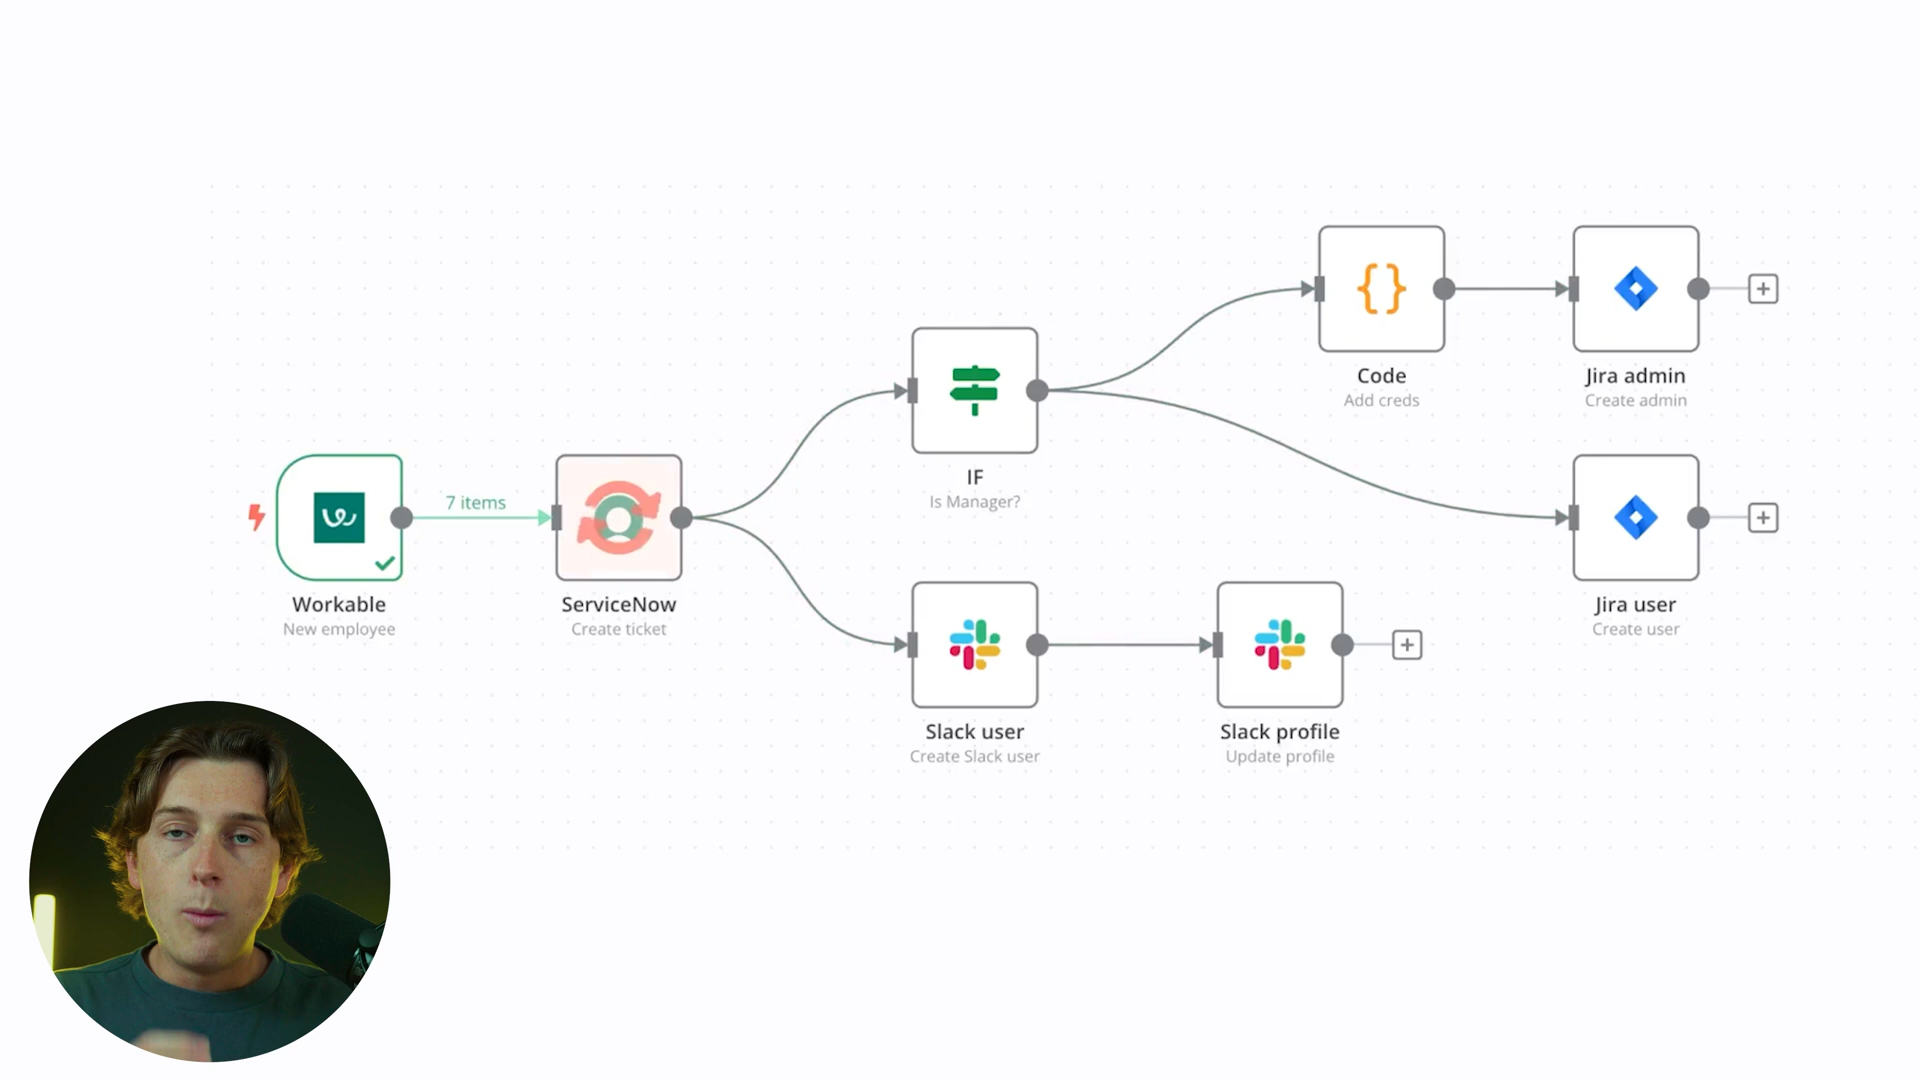 7 items
Workable
New employee
ServiceNow
Create ticket
IF
Is Manager?
Code
Add creds
Jira admin
Create admin
Jira user
Create user
Slack user
Create Slack user
Slack profile
Update profile